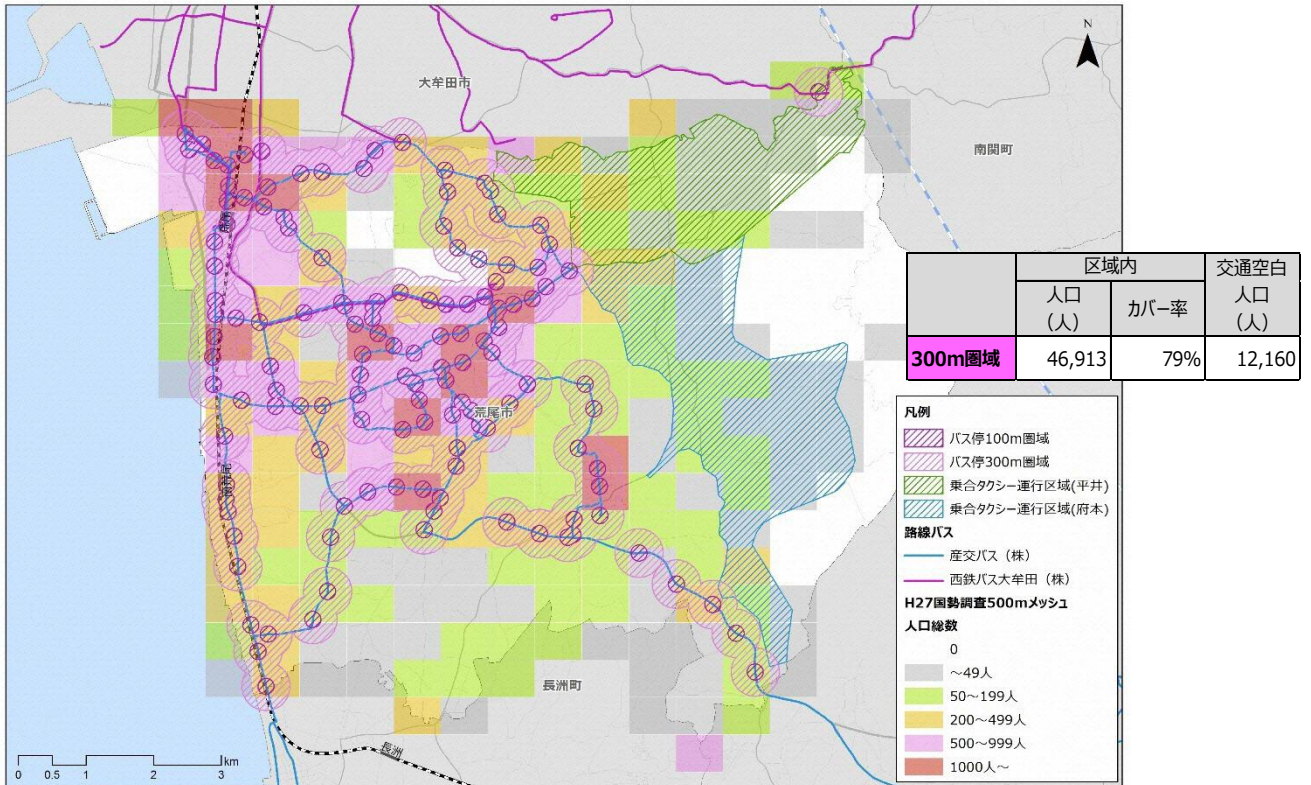 N
大牟田市
南関町
荒尾
荒尾市
南荒尾
長洲町
長洲
0 0.5 1 2 3 km
区域内 交通空白
人口 (人) カバー率 人口 (人)
300m圏域 46,913 79% 12,160
凡例
バス停100m圏域
バス停300m圏域
乗合タクシー運行区域(平井)
乗合タクシー運行区域(府本)
路線バス
産交バス（株）
西鉄バス大牟田（株）
H27国勢調査500mメッシュ
人口総数
0
～49人
50～199人
200～499人
500～999人
1000人～